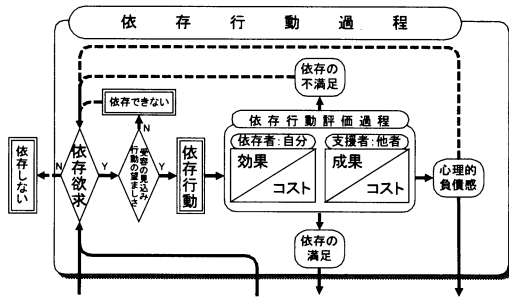 依存行動過程
依存の
不満足
依存できない
依存行動評価過程
N
依存者:自分
支援者:他者
依存しない
N
依存欲求
Y
受容の見込み
行動の望ましさ
Y
依存行動
効果
コスト
成果
コスト
心理的
負債感
依存の
満足